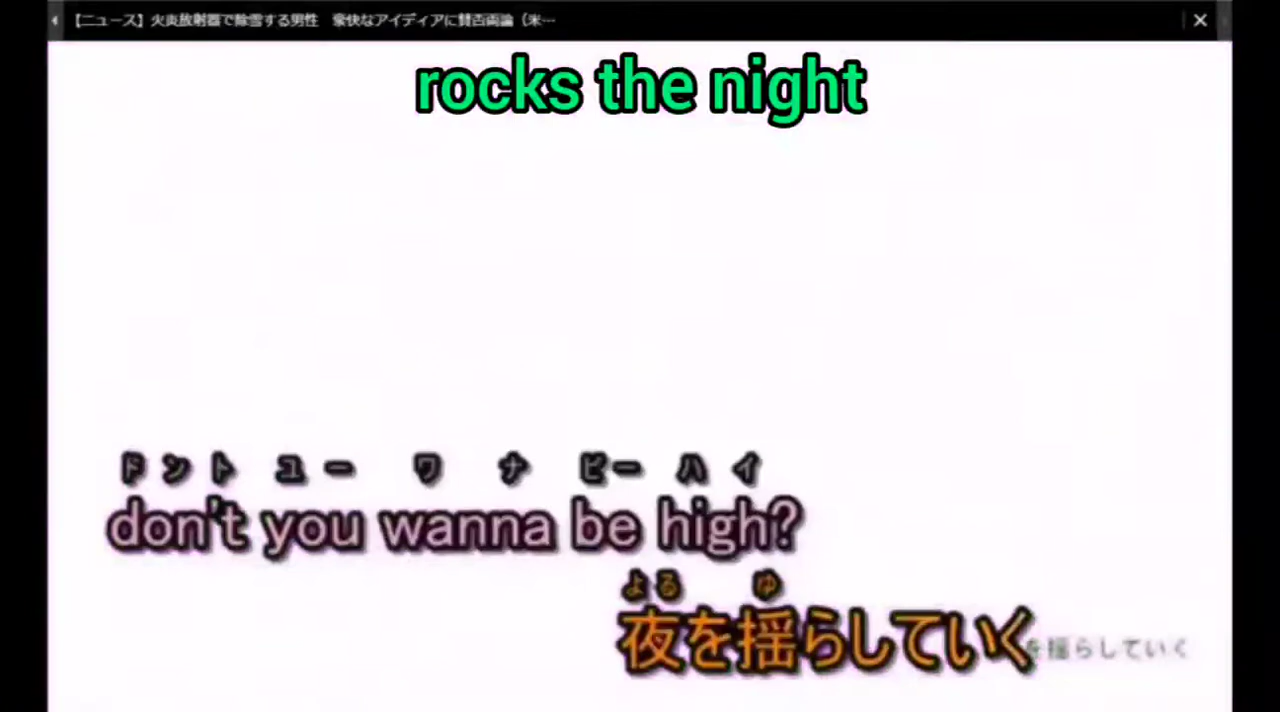 【ニュース】火炎放射器で除雪する男性 豪快なアイディアに賛否両論（米…
rocks the night
ドントユーワナビーハイ
don't you wanna be high?
よる ゆ
夜を揺らしていく
を揺らしていく